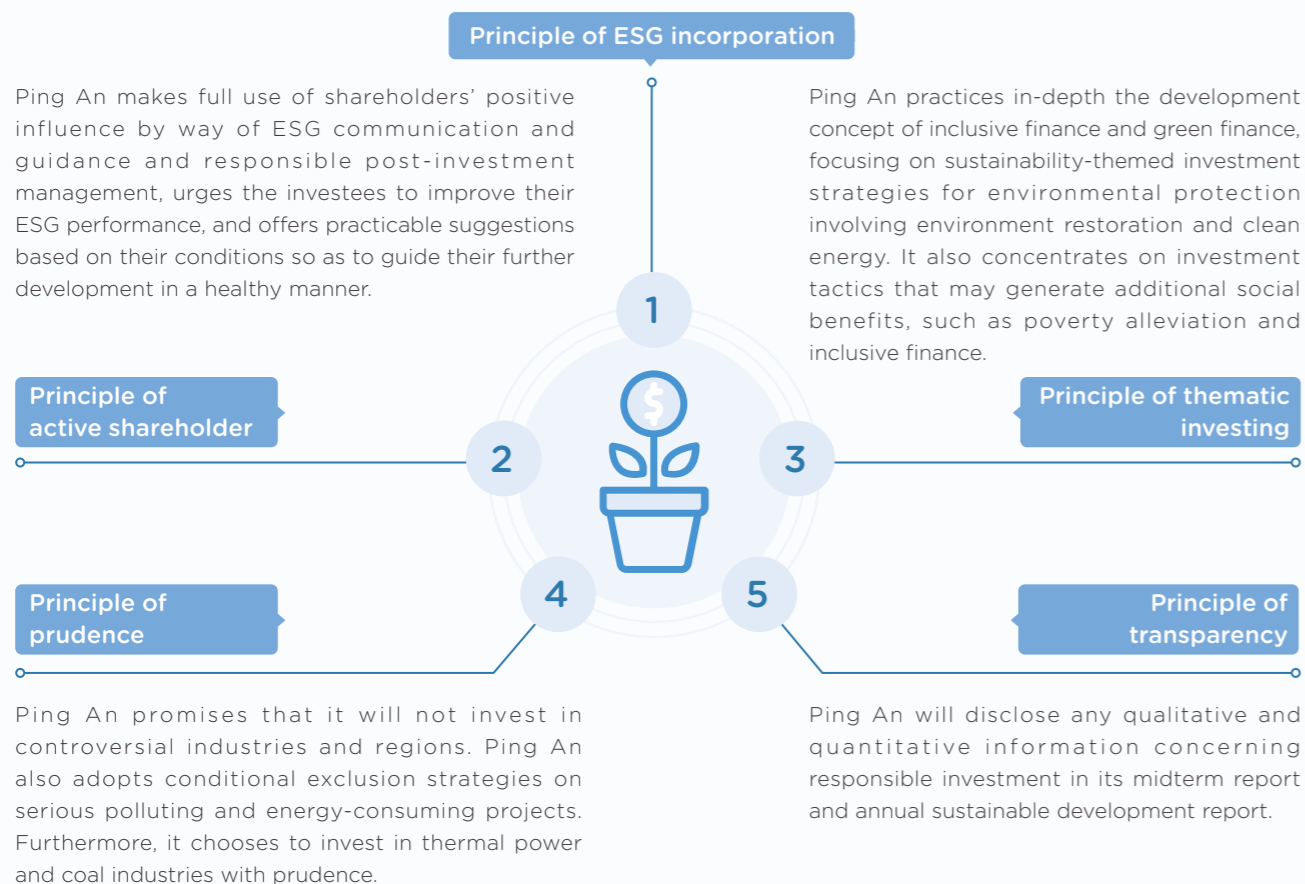 Principle of ESG incorporation
Ping An makes full use of shareholders’ positive
influence by way of ESG communication and
guidance and responsible post-investment
management, urges the investees to improve their
ESG performance, and offers practicable suggestions
based on their conditions so as to guide their further
development in a healthy manner.
Ping An practices in-depth the development
concept of inclusive finance and green finance,
focusing on sustainability-themed investment
strategies for environmental protection
involving environment restoration and clean
energy. It also concentrates on investment
tactics that may generate additional social
benefits, such as poverty alleviation and
inclusive finance.
1
Principle of
active shareholder
2
$
3
Principle of thematic
investing
Principle of
prudence
4
5
Principle of
transparency
Ping An promises that it will not invest in
controversial industries and regions. Ping An
also adopts conditional exclusion strategies on
serious polluting and energy-consuming projects.
Furthermore, it chooses to invest in thermal power
and coal industries with prudence.
Ping An will disclose any qualitative and
quantitative information concerning
responsible investment in its midterm report
and annual sustainable development report.